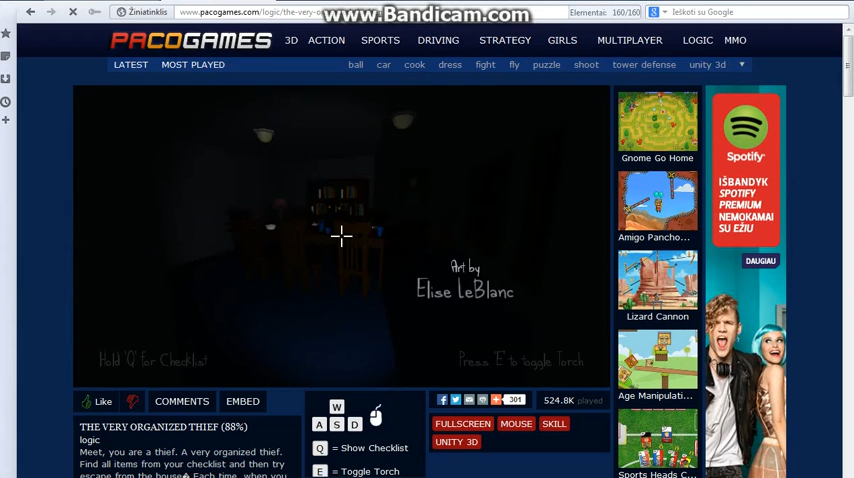 www.Bandicam.com
Žiniatinklis
www.pacogames.com/logic/the-very-o
Elementai: 160/160
Ieškoti su Google
PACOGAMES
3D ACTION SPORTS DRIVING STRATEGY GIRLS MULTIPLAYER LOGIC MMO
LATEST MOST PLAYED
ball car cook dress fight fly puzzle shoot tower defense unity 3d
Art by
Elise LeBlanc
Hold 'Q' For Checklist
Press 'E' to toggle Torch
Gnome Go Home
Amigo Pancho...
Lizard Cannon
Age Manipulati...
Sports Heads C...
Spotify
IŠBANDYK
SPOTIFY
PREMIUM
NEMOKAMAI
SU EŽIU
DAUGIAU
Like
COMMENTS
EMBED
W
A S D
Q = Show Checklist
E = Toggle Torch
301
524.8K played
FULLSCREEN MOUSE SKILL
UNITY 3D
THE VERY ORGANIZED THIEF (88%)
logic
Meet, you are a thief. A very organized thief.
Find all items from your checklist and then try
escape from the house� Each time, when you